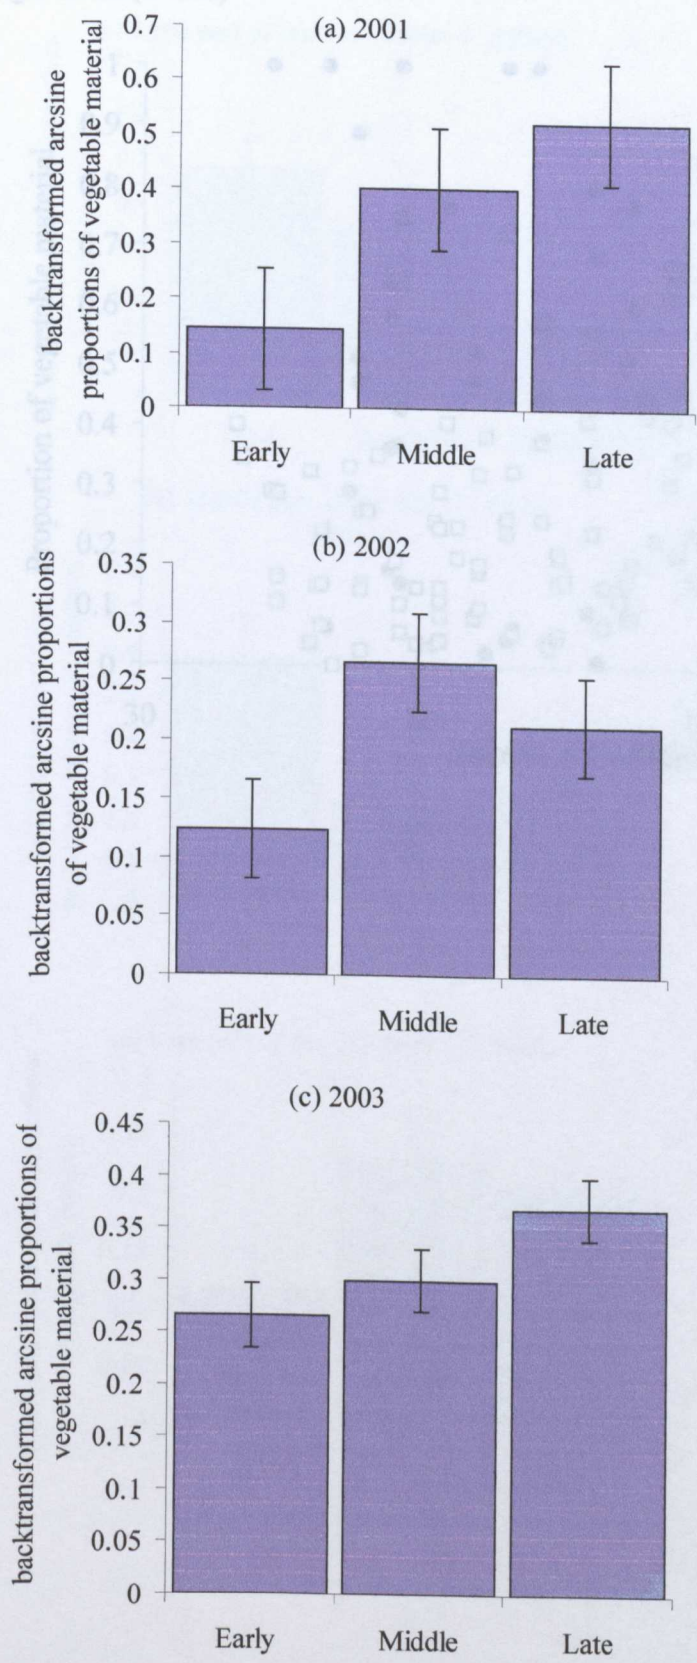 (a) 2001
backtransformed arcsine
proportions of vegetable material
0.7
0.6
0.5
0.4
0.3
0.2
0.1
0
Early Middle Late
(b) 2002
backtransformed arcsine proportions
of vegetable material
0.35
0.3
0.25
0.2
0.15
0.1
0.05
0
Early Middle Late
(c) 2003
backtransformed arcsine proportions of
vegetable material
0.45
0.4
0.35
0.3
0.25
0.2
0.15
0.1
0.05
0
Early Middle Late